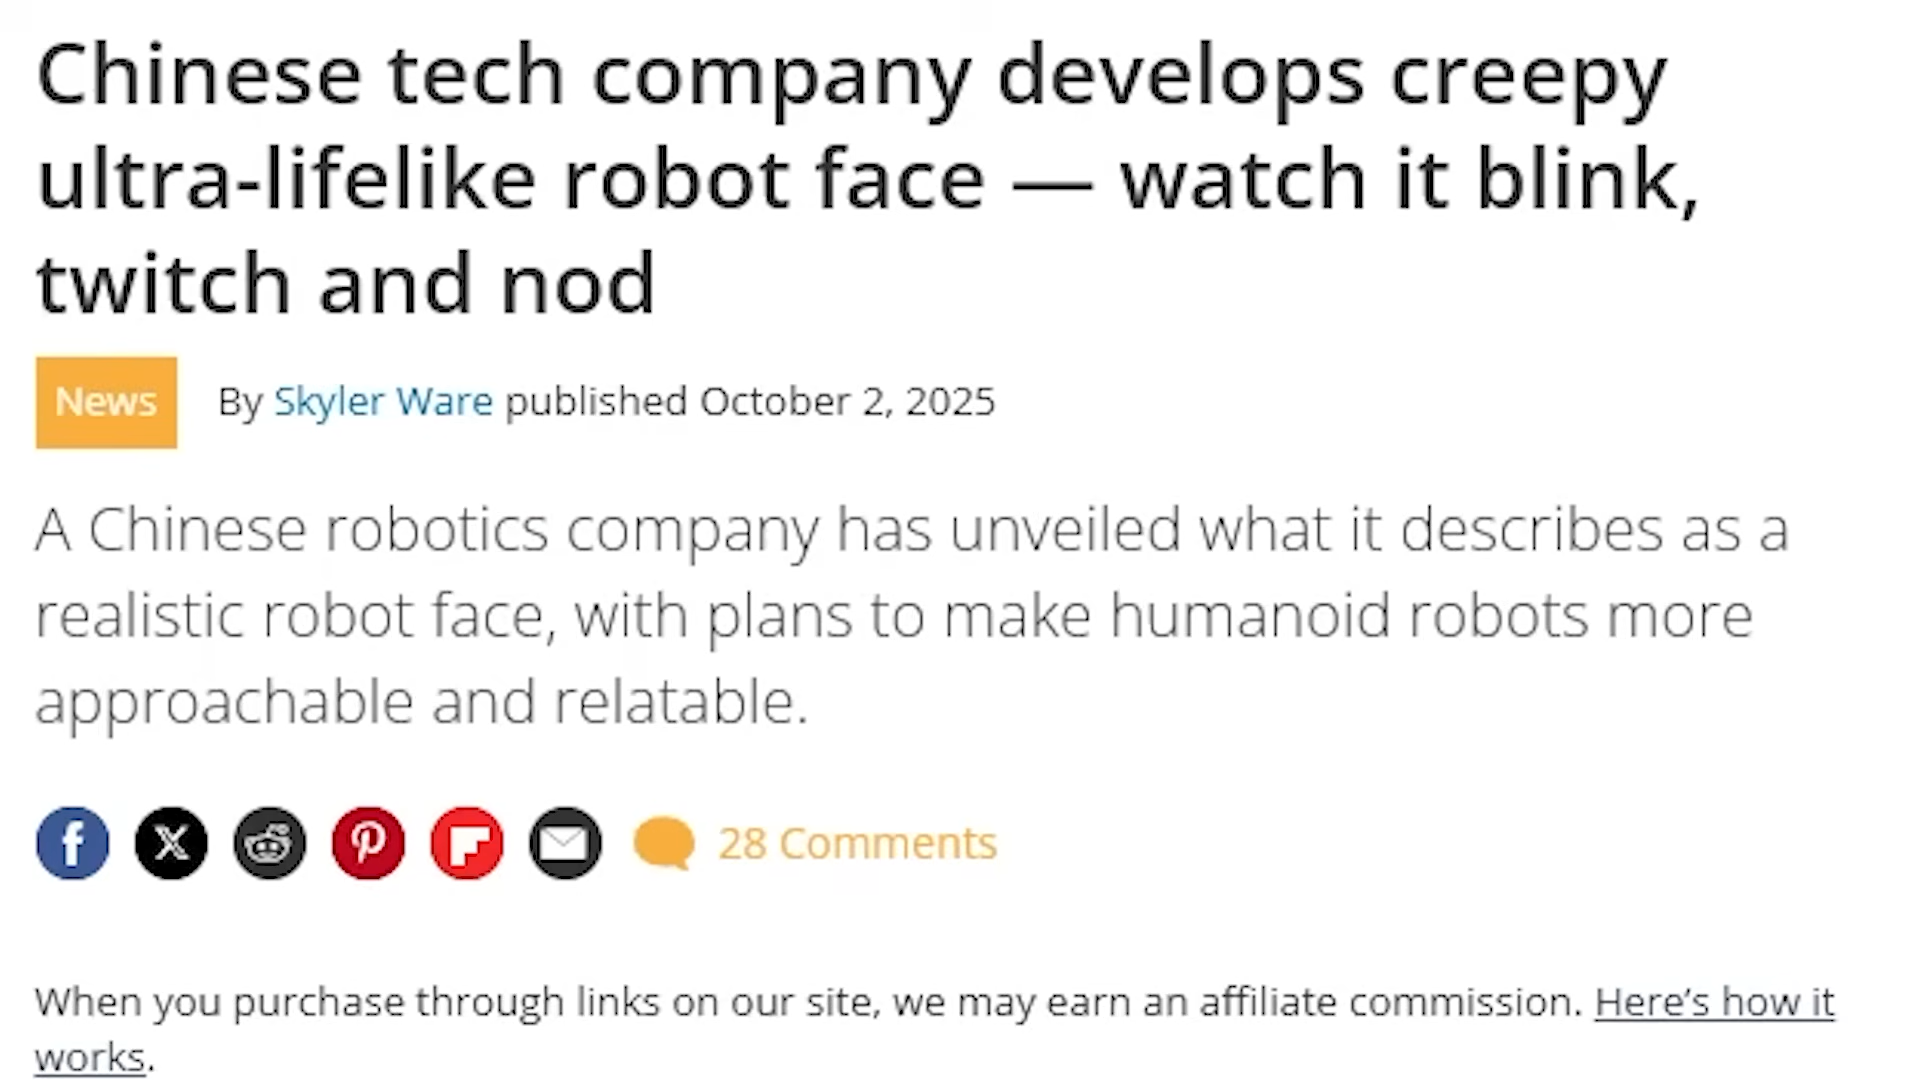 Chinese tech company develops creepy
ultra-lifelike robot face — watch it blink,
twitch and nod
News By Skyler Ware published October 2, 2025
A Chinese robotics company has unveiled what it describes as a
realistic robot face, with plans to make humanoid robots more
approachable and relatable.
28 Comments
When you purchase through links on our site, we may earn an affiliate commission. Here’s how it
works.